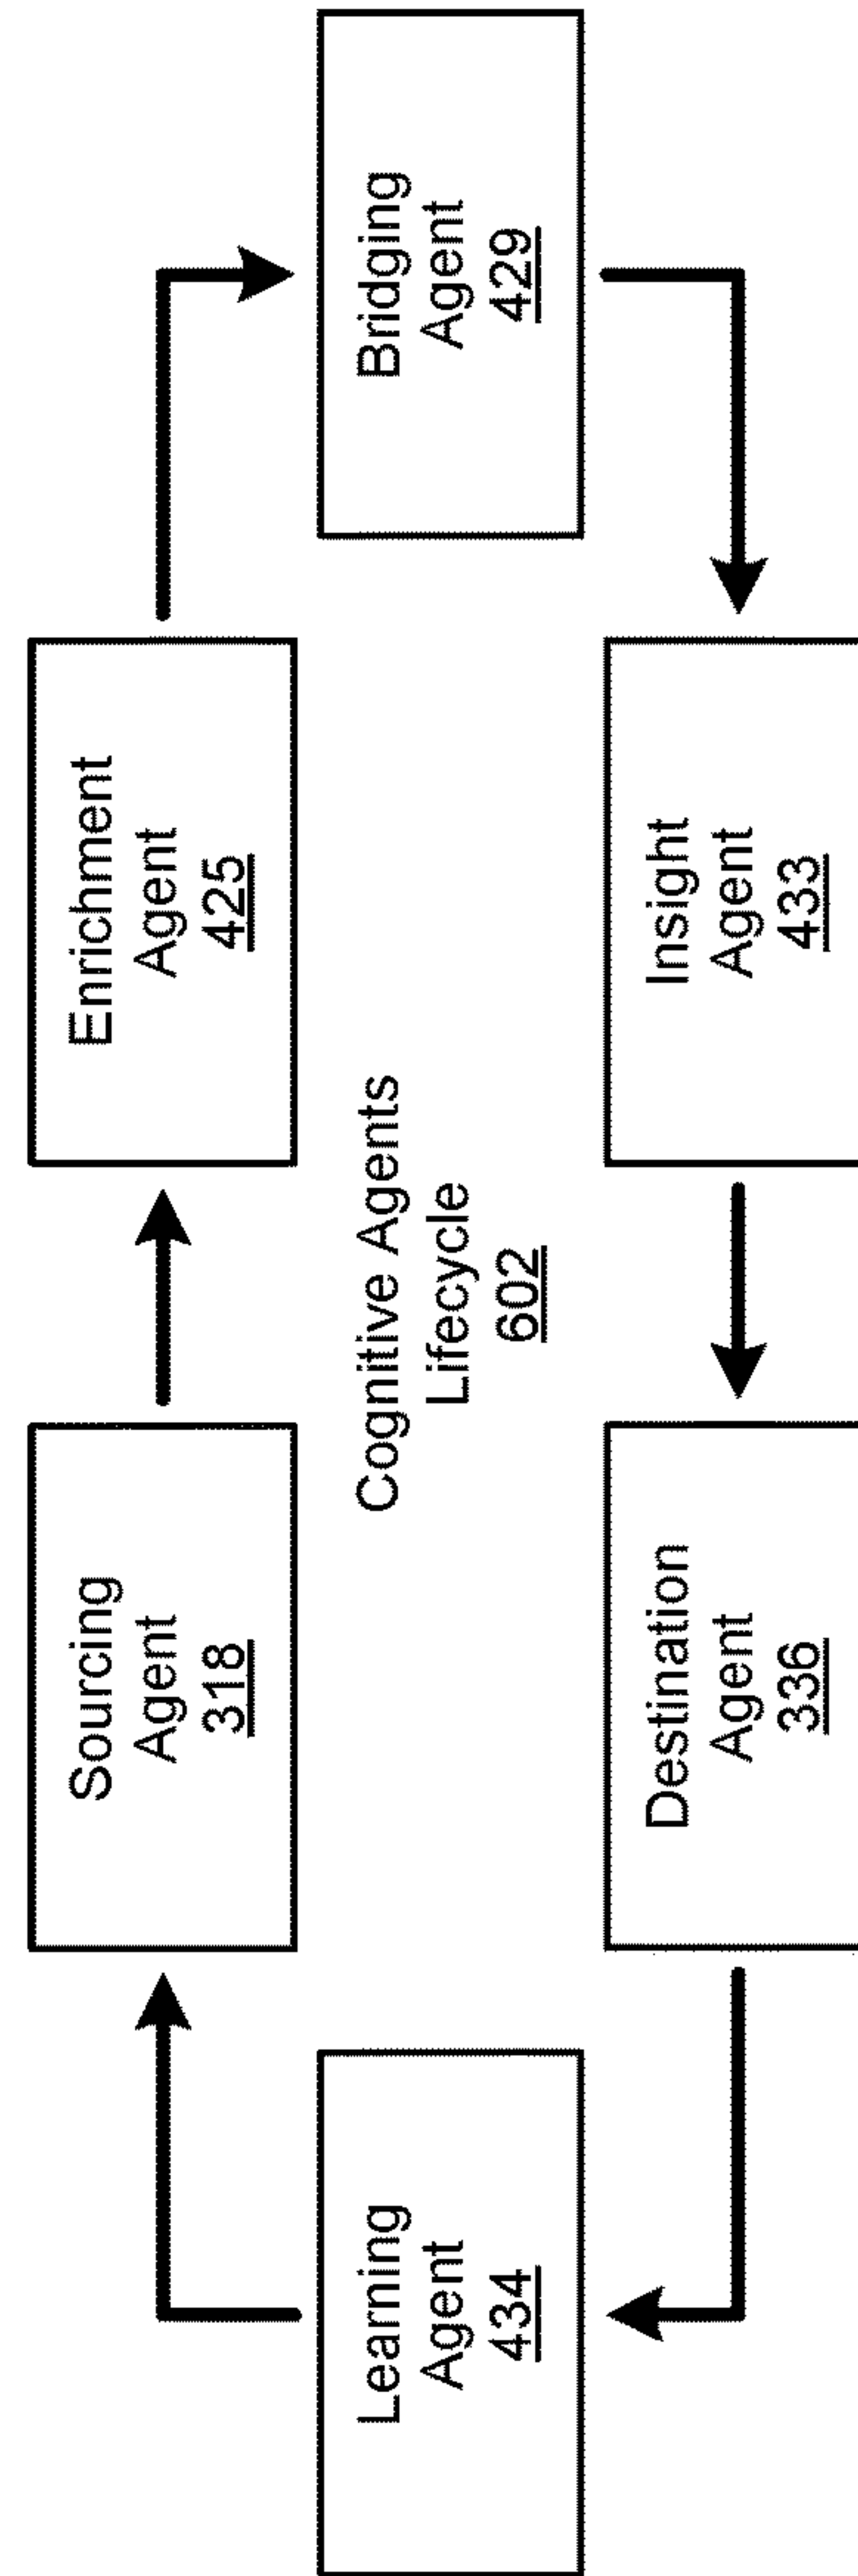 Sourcing
Agent
318
Enrichment
Agent
425
Learning
Agent
434
Cognitive Agents
Lifecycle
602
Bridging
Agent
429
Destination
Agent
336
Insight
Agent
433